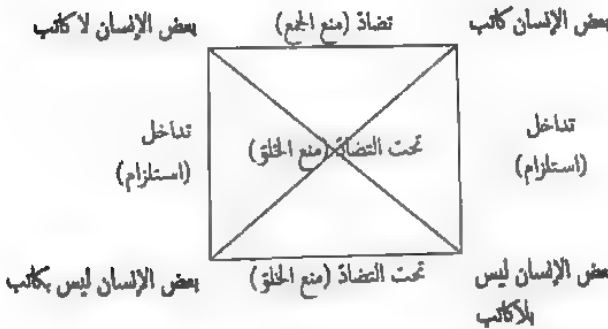 بعض الإنسان كاتب تضادّ (منع الجمع) بعض الإنسان لا كاتب
تداخل تداخل
تحت التضادّ (منع الخلوّ)
(استلزام) (استلزام)
بعض الإنسان ليس تحت التضادّ (منع الخلوّ) بعض الإنسان ليس بكاتب
بلاكاتب